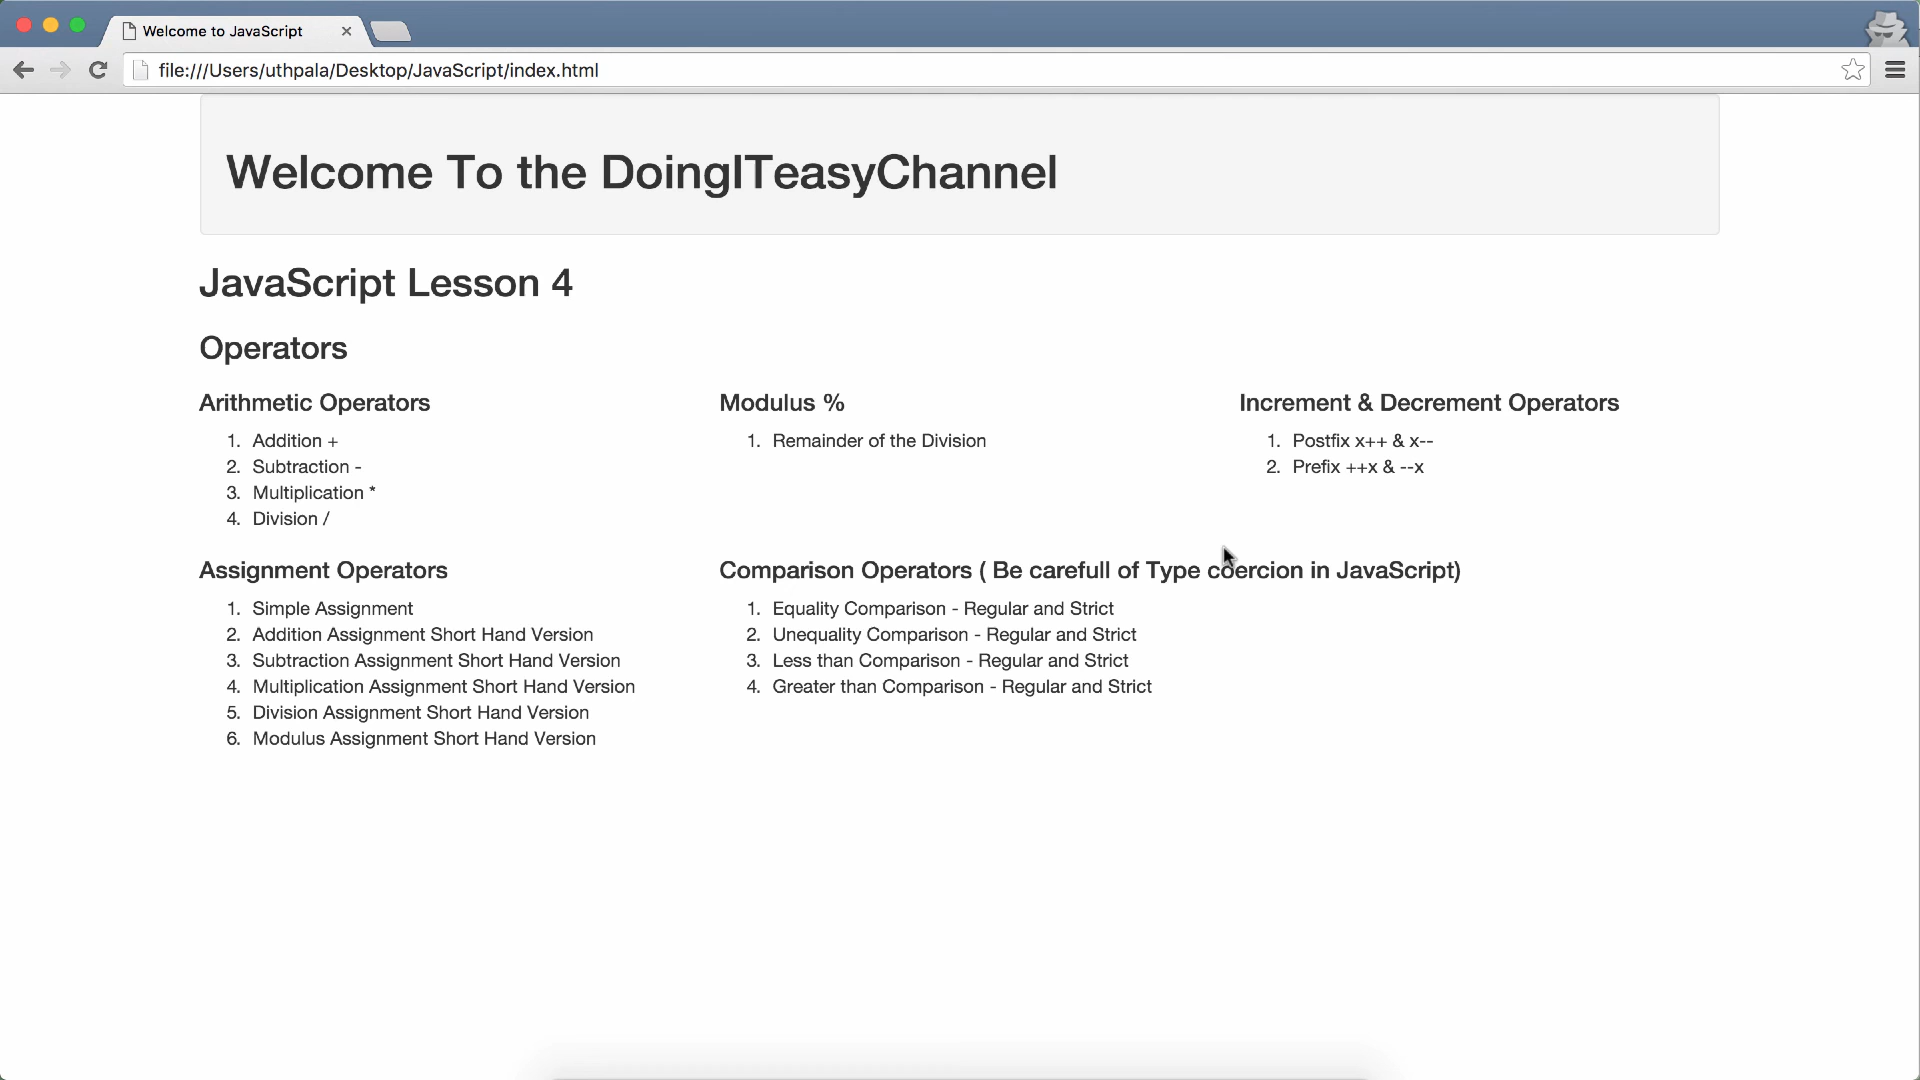 Welcome to JavaScript
file:///Users/uthpala/Desktop/JavaScript/index.html
Welcome To the DoingITeasyChannel
JavaScript Lesson 4
Operators
Arithmetic Operators
1. Addition +
2. Subtraction -
3. Multiplication *
4. Division /
Modulus %
1. Remainder of the Division
Increment & Decrement Operators
1. Postfix x++ & x--
2. Prefix ++x & --x
Assignment Operators
1. Simple Assignment
2. Addition Assignment Short Hand Version
3. Subtraction Assignment Short Hand Version
4. Multiplication Assignment Short Hand Version
5. Division Assignment Short Hand Version
6. Modulus Assignment Short Hand Version
Comparison Operators ( Be carefull of Type coercion in JavaScript)
1. Equality Comparison - Regular and Strict
2. Unequality Comparison - Regular and Strict
3. Less than Comparison - Regular and Strict
4. Greater than Comparison - Regular and Strict